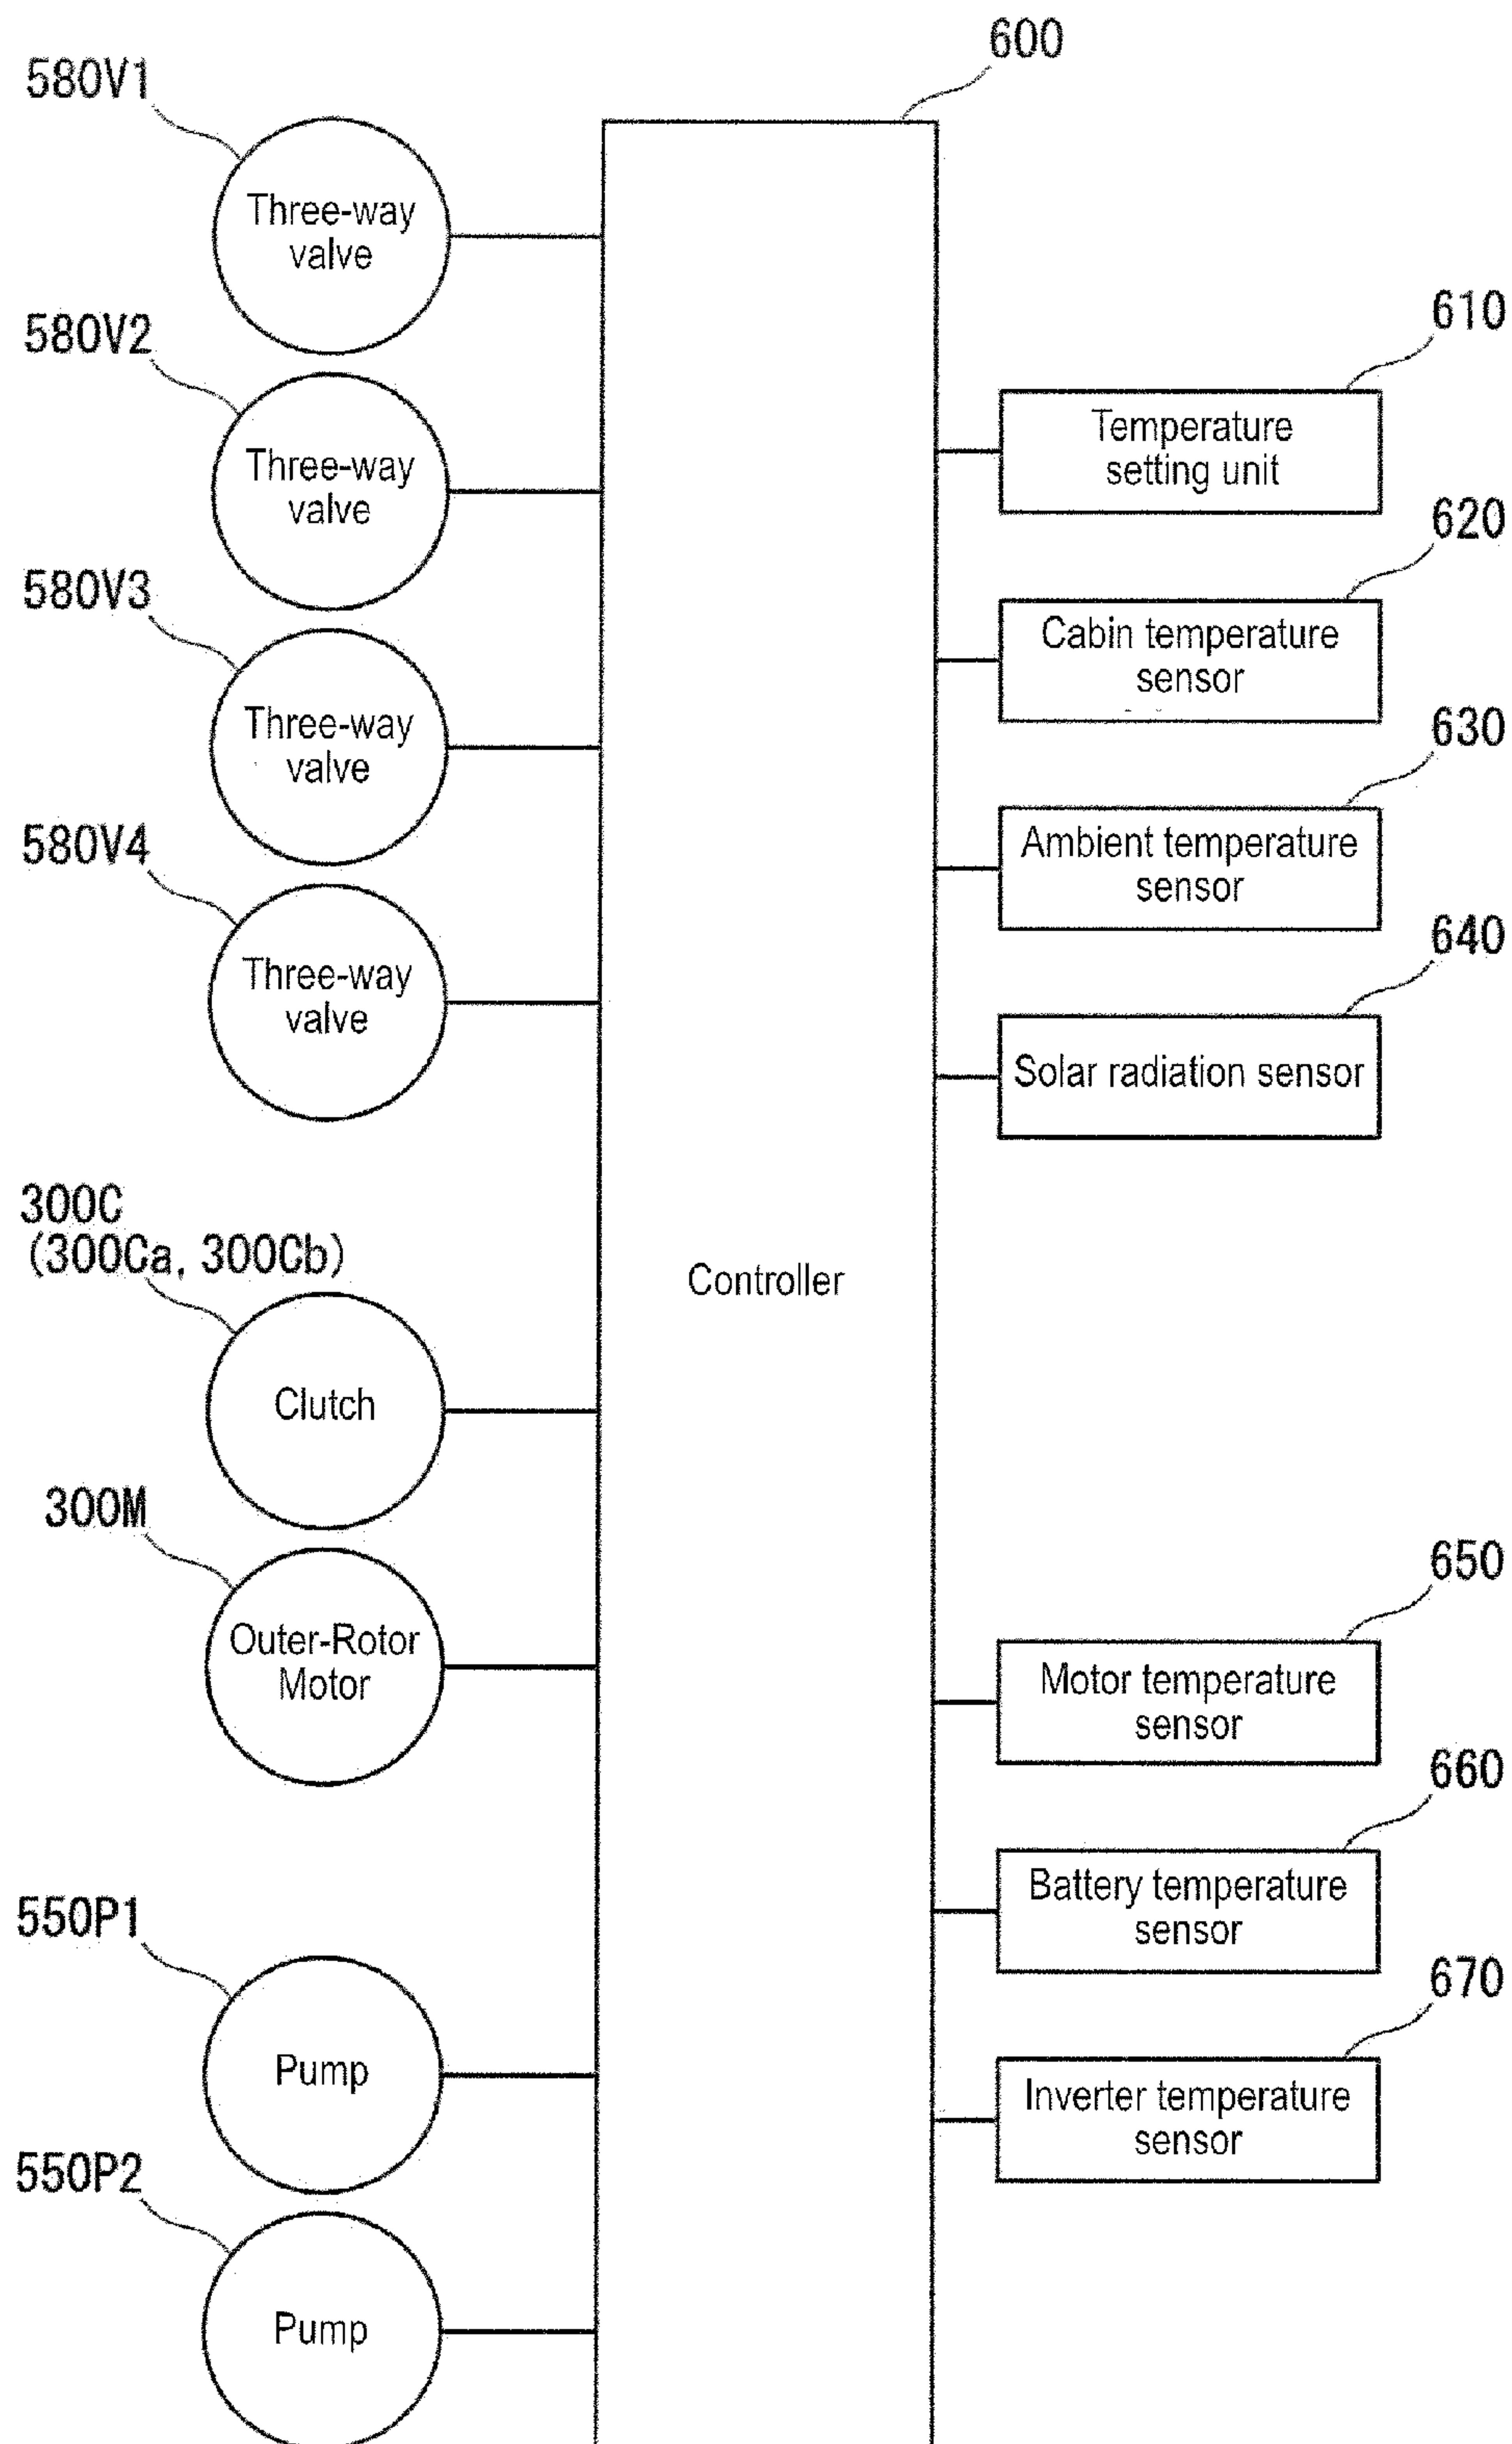 600
580V1
Three-way
valve
580V2
Three-way
valve
580V3
Three-way
valve
580V4
Three-way
valve
300C
(300Ca, 300Cb)
Clutch
300M
Outer-Rotor
Motor
550P1
Pump
550P2
Pump
Controller
610
Temperature
setting unit
620
Cabin temperature
sensor
630
Ambient temperature
sensor
640
Solar radiation sensor
650
Motor temperature
sensor
660
Battery temperature
sensor
670
Inverter temperature
sensor